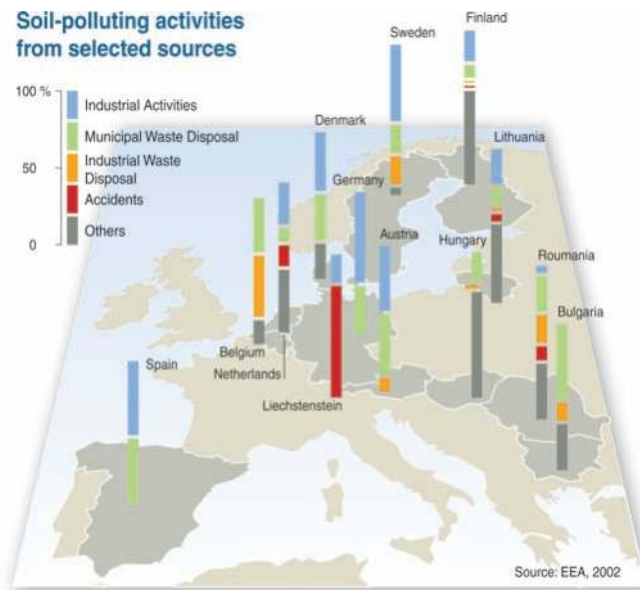 Soil-polluting activities
from selected sources
100 %
50
0
Industrial Activities
Municipal Waste Disposal
Industrial Waste
Disposal
Accidents
Others
Sweden
Finland
Denmark
Lithuania
Germany
Austria
Hungary
Roumania
Bulgaria
Belgium
Netherlands
Spain
Liechstenstein
Source: EEA, 2002